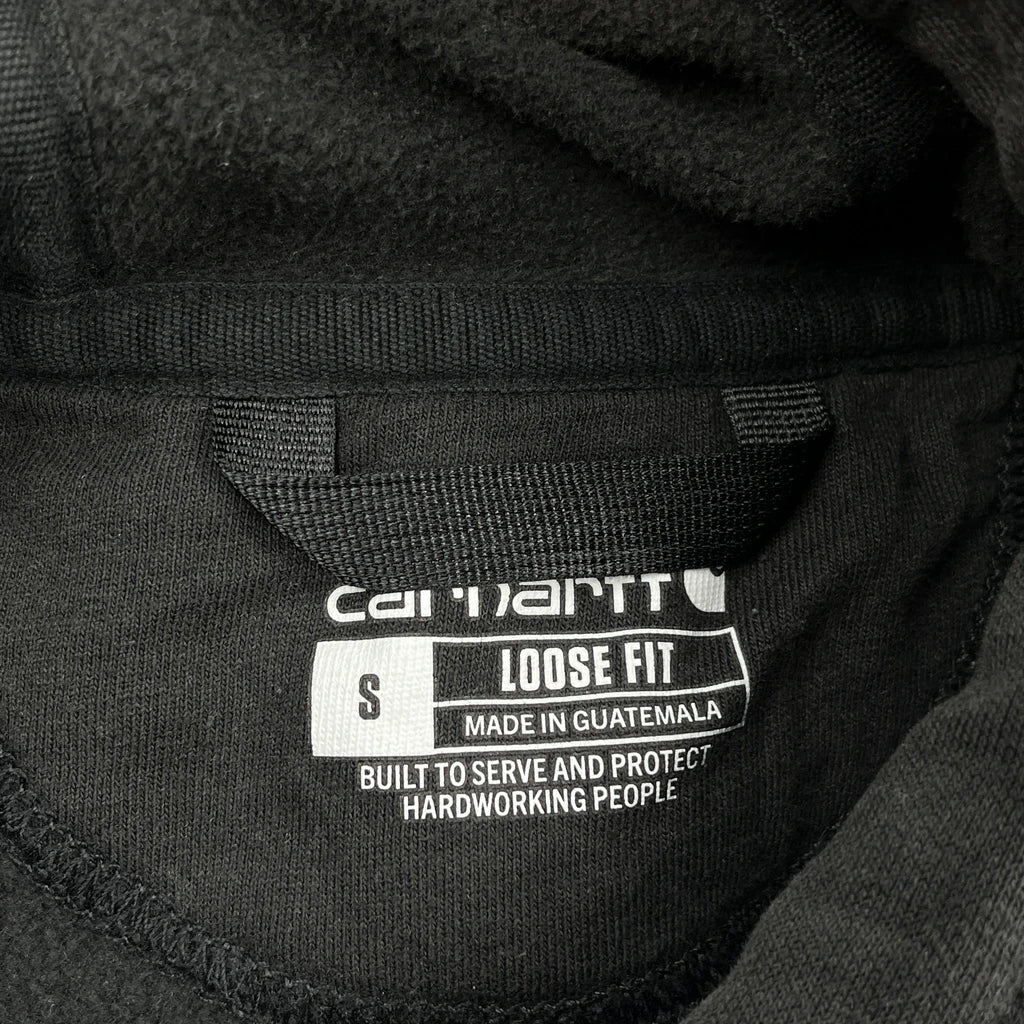 carhartt
S
LOOSE FIT
MADE IN GUATEMALA
BUILT TO SERVE AND PROTECT
HARDWORKING PEOPLE